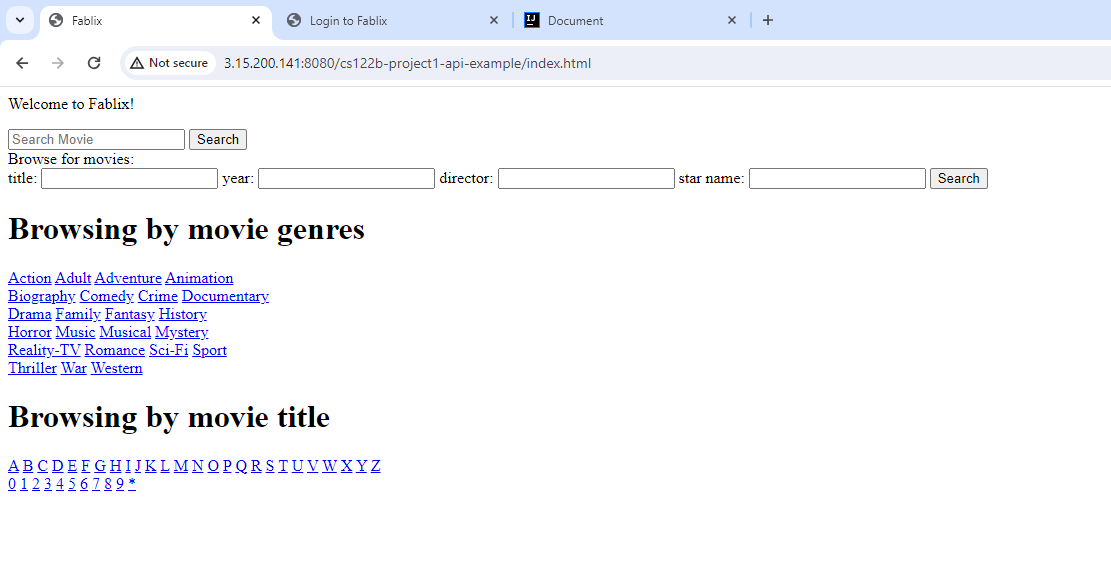 Fablix
Login to Fablix
Document
Not secure 3.15.200.141:8080/cs122b-project1-api-example/index.html
Welcome to Fablix!
Search Movie Search
Browse for movies:
title: year: director: star name: Search
Browsing by movie genres
Action Adult Adventure Animation
Biography Comedy Crime Documentary
Drama Family Fantasy History
Horror Music Musical Mystery
Reality-TV Romance Sci-Fi Sport
Thriller War Western
Browsing by movie title
A B C D E F G H I J K L M N O P Q R S T U V W X Y Z
0 1 2 3 4 5 6 7 8 9 *